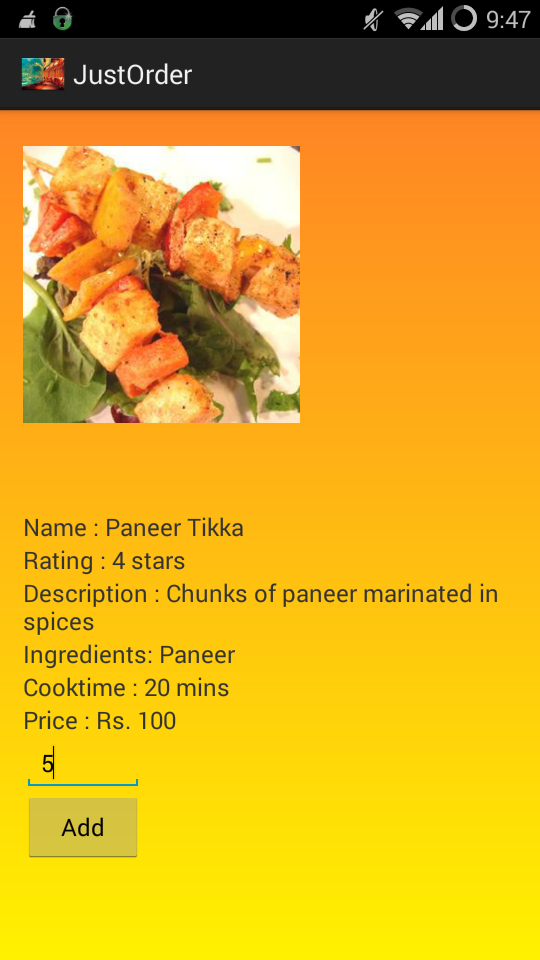 9:47
JustOrder
Name : Paneer Tikka
Rating : 4 stars
Description : Chunks of paneer marinated in
spices
Ingredients: Paneer
Cooktime : 20 mins
Price : Rs. 100
5
Add